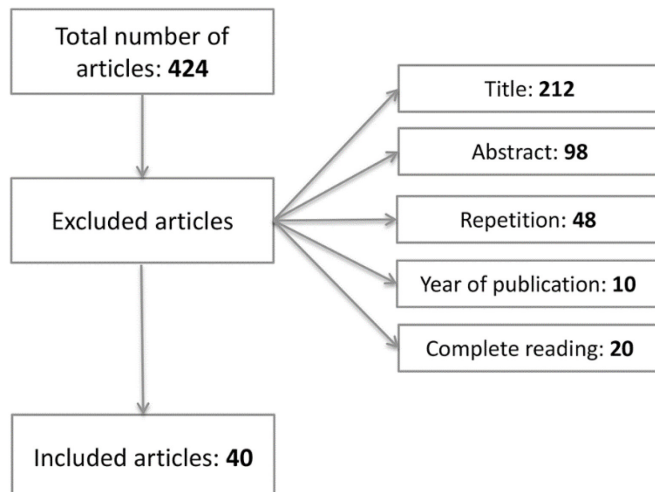 Total number of
articles: 424
Title: 212
Abstract: 98
Excluded articles
Repetition: 48
Year of publication: 10
Complete reading: 20
Included articles: 40